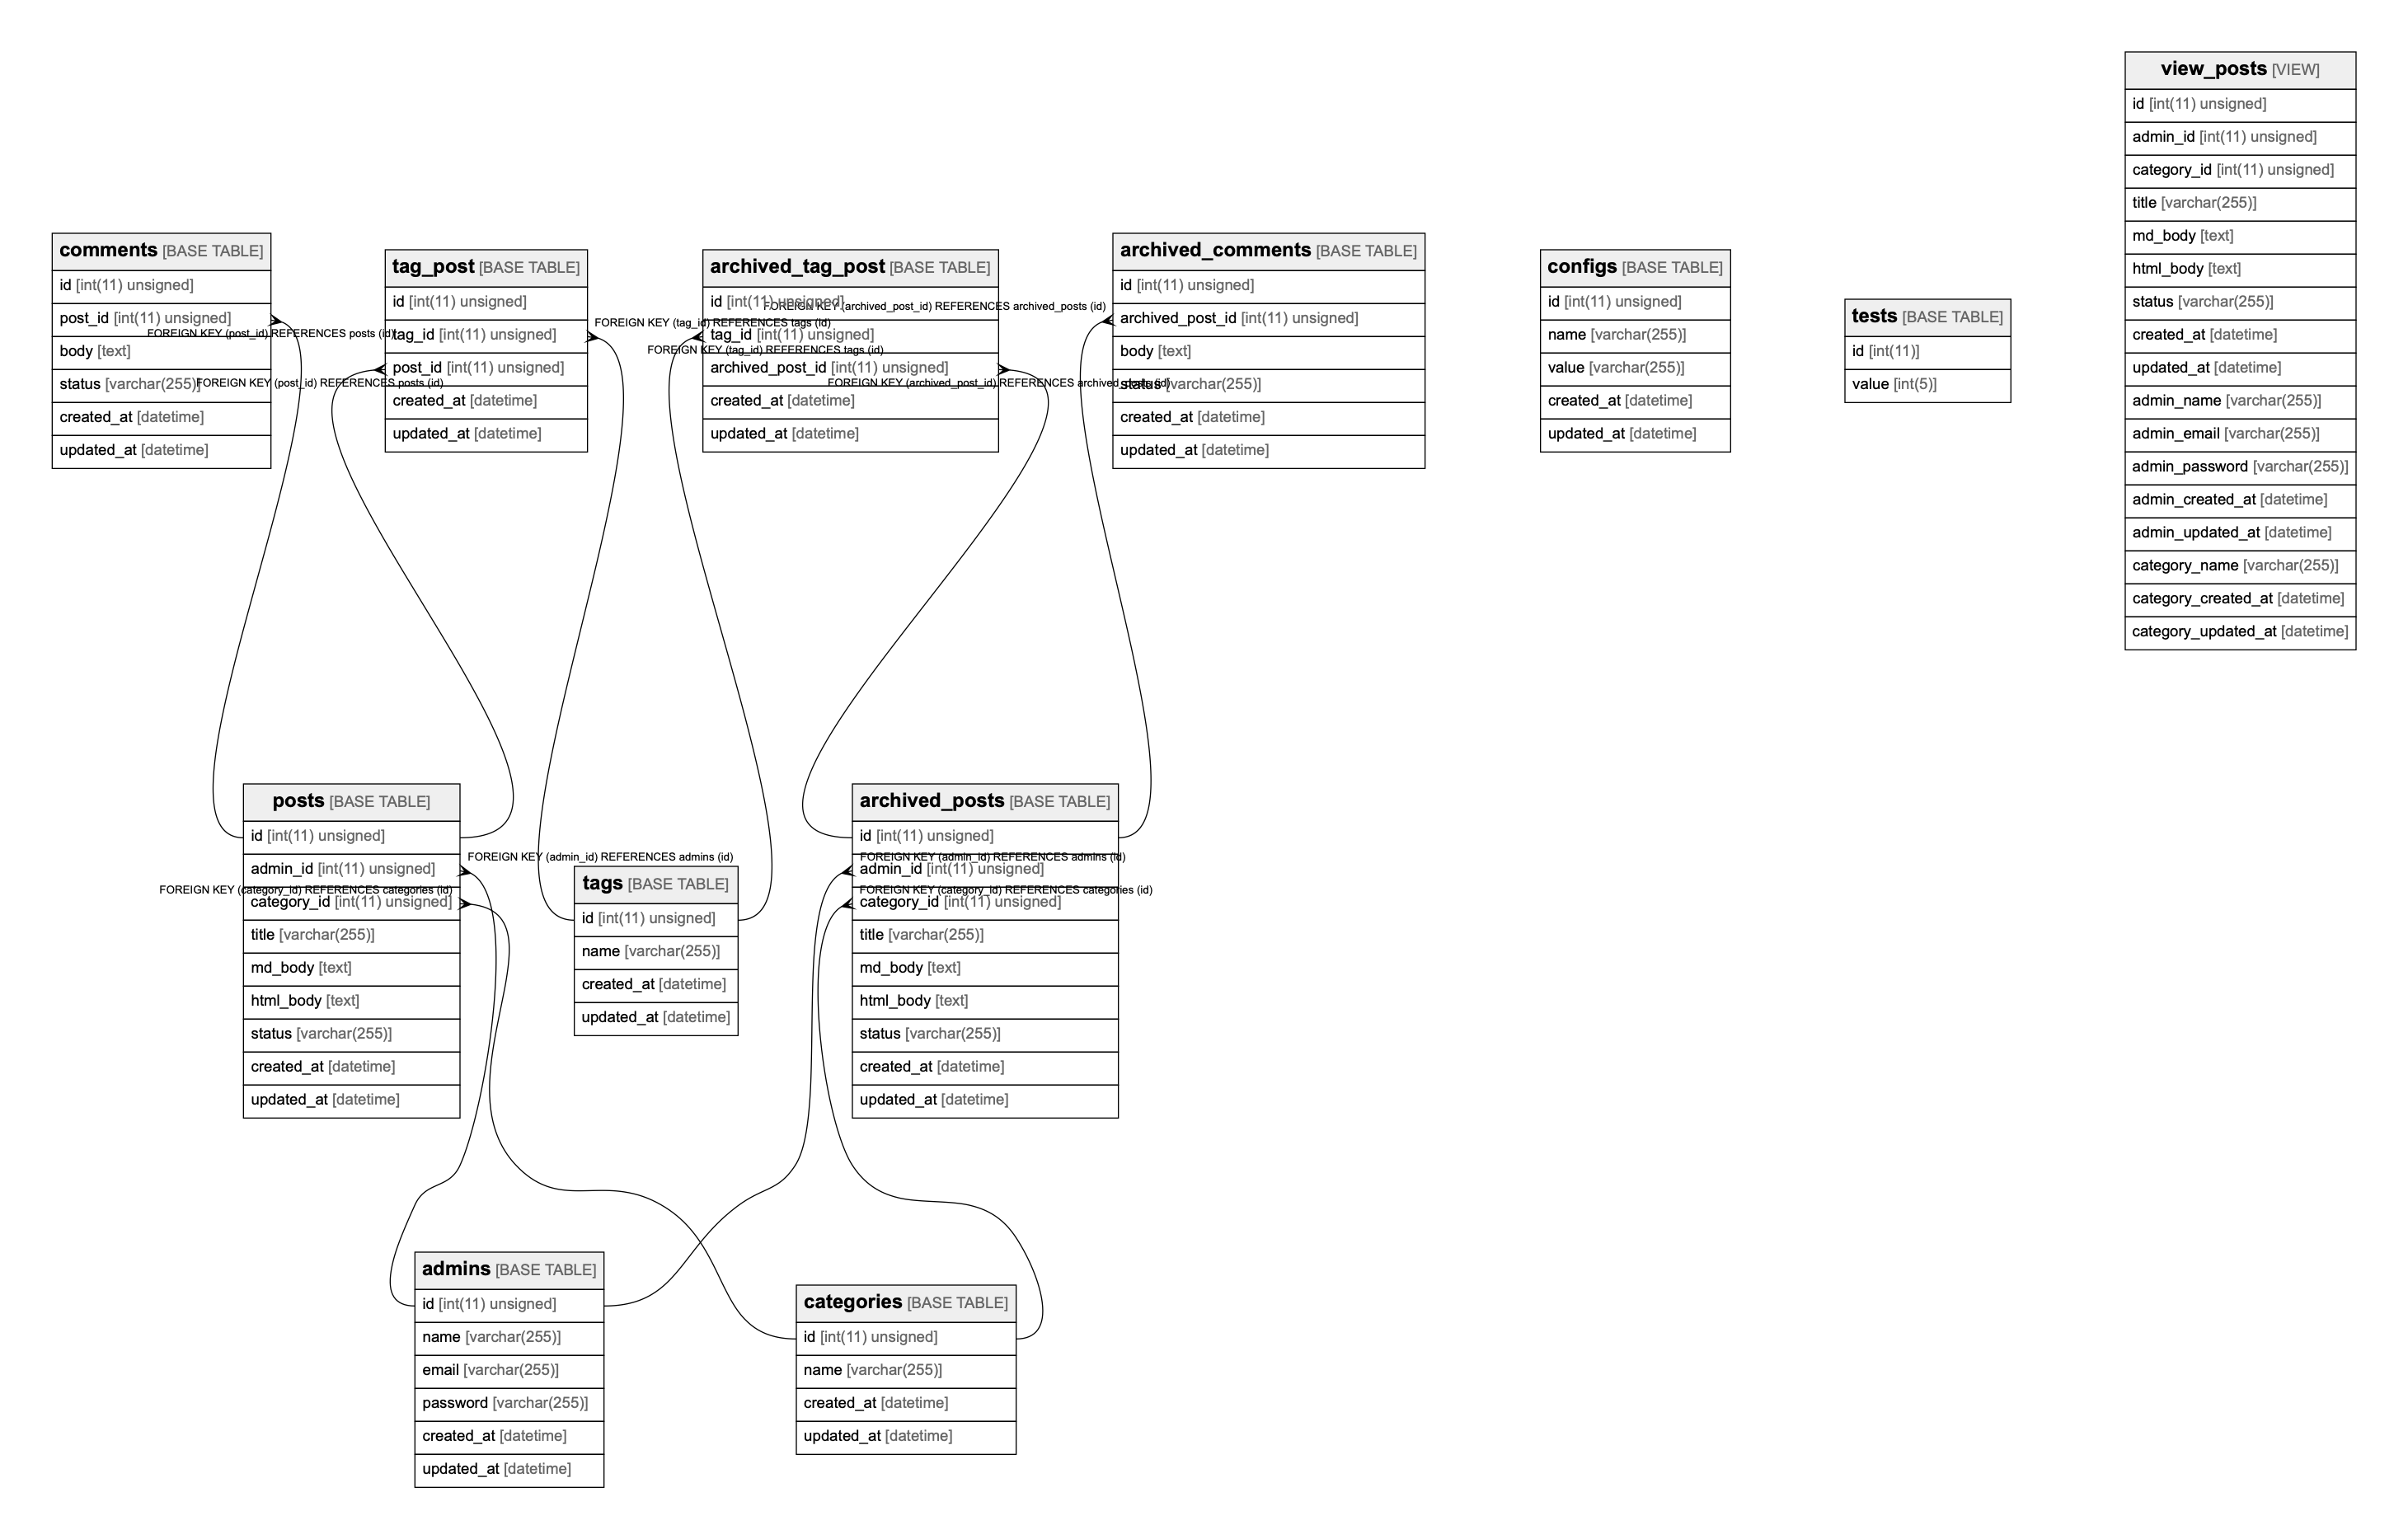 view_posts [VIEW]
id [int(11) unsigned]
admin_id [int(11) unsigned]
category_id [int(11) unsigned]
title [varchar(255)]
md_body [text]
html_body [text]
status [varchar(255)]
created_at [datetime]
updated_at [datetime]
admin_name [varchar(255)]
admin_email [varchar(255)]
admin_password [varchar(255)]
admin_created_at [datetime]
admin_updated_at [datetime]
category_name [varchar(255)]
category_created_at [datetime]
category_updated_at [datetime]
comments [BASE TABLE]
id [int(11) unsigned]
post_id [int(11) unsigned]
FOREIGN KEY (post_id) REFERENCES posts (id)
body [text]
status [varchar(255)]
FOREIGN KEY (post_id) REFERENCES posts (id)
created_at [datetime]
updated_at [datetime]
tag_post [BASE TABLE]
id [int(11) unsigned]
tag_id [int(11) unsigned]
post_id [int(11) unsigned]
created_at [datetime]
updated_at [datetime]
FOREIGN KEY (tag_id) REFERENCES tags (id)
FOREIGN KEY (tag_id) REFERENCES tags (id)
archived_tag_post [BASE TABLE]
id [int(11) unsigned]
FOREIGN KEY (archived_post_id) REFERENCES archived_posts (id)
tag_id [int(11) unsigned]
archived_post_id [int(11) unsigned]
FOREIGN KEY (archived_post_id) REFERENCES archived_posts (id)
created_at [datetime]
updated_at [datetime]
archived_comments [BASE TABLE]
id [int(11) unsigned]
archived_post_id [int(11) unsigned]
body [text]
status [varchar(255)]
created_at [datetime]
updated_at [datetime]
configs [BASE TABLE]
id [int(11) unsigned]
name [varchar(255)]
value [varchar(255)]
created_at [datetime]
updated_at [datetime]
tests [BASE TABLE]
id [int(11)]
value [int(5)]
posts [BASE TABLE]
id [int(11) unsigned]
admin_id [int(11) unsigned]
FOREIGN KEY (category_id) REFERENCES categories (id)
category_id [int(11) unsigned]
title [varchar(255)]
md_body [text]
html_body [text]
status [varchar(255)]
created_at [datetime]
updated_at [datetime]
FOREIGN KEY (admin_id) REFERENCES admins (id)
tags [BASE TABLE]
id [int(11) unsigned]
name [varchar(255)]
created_at [datetime]
updated_at [datetime]
archived_posts [BASE TABLE]
id [int(11) unsigned]
FOREIGN KEY (admin_id) REFERENCES admins (id)
admin_id [int(11) unsigned]
FOREIGN KEY (category_id) REFERENCES categories (id)
category_id [int(11) unsigned]
title [varchar(255)]
md_body [text]
html_body [text]
status [varchar(255)]
created_at [datetime]
updated_at [datetime]
admins [BASE TABLE]
id [int(11) unsigned]
name [varchar(255)]
email [varchar(255)]
password [varchar(255)]
created_at [datetime]
updated_at [datetime]
categories [BASE TABLE]
id [int(11) unsigned]
name [varchar(255)]
created_at [datetime]
updated_at [datetime]